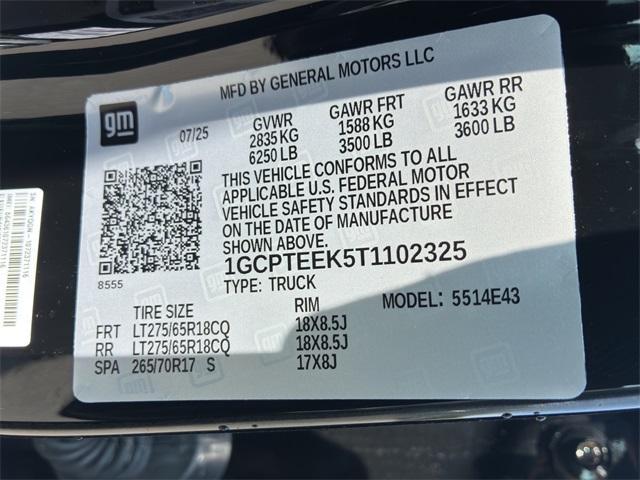 MFD BY GENERAL MOTORS LLC
gm
07/25
GVWR GAWR FRT GAWR RR
2835 KG 1588 KG 1633 KG
6250 LB 3500 LB 3600 LB
THIS VEHICLE CONFORMS TO ALL
APPLICABLE U.S. FEDERAL MOTOR
VEHICLE SAFETY STANDARDS IN EFFECT
ON THE DATE OF MANUFACTURE
SHOWN ABOVE.
1GCPTEEK5T1102325
8555
TYPE: TRUCK
MODEL: 5514E43
TIRE SIZE RIM
FRT LT275/65R18CQ 18X8.5J
RR LT275/65R18CQ 18X8.5J
SPA 265/70R17 S 17X8J